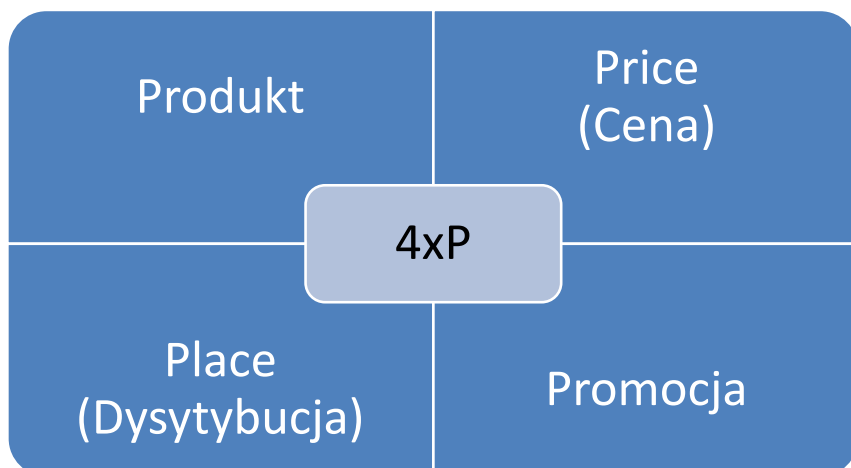 Produkt
Price
(Cena)
4xP
Place
(Dysytybucja)
Promocja